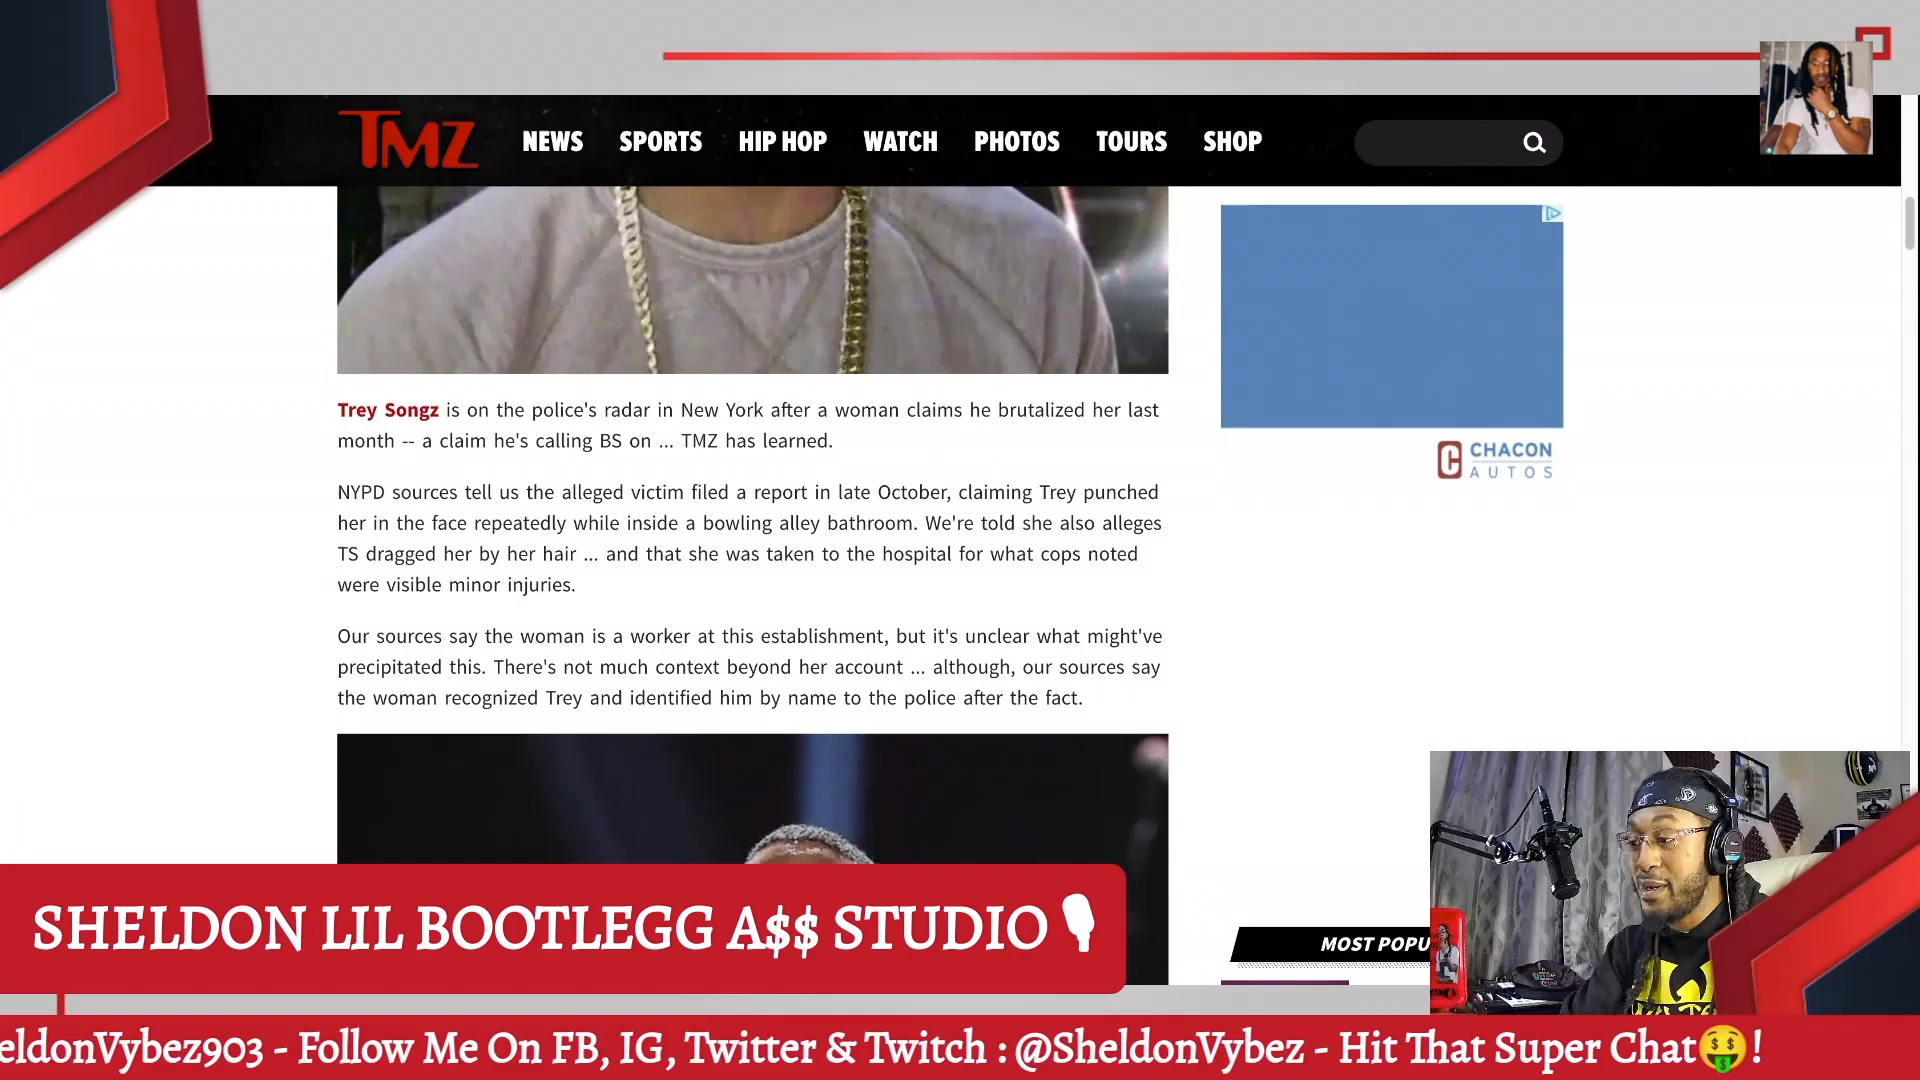 TMZ
NEWS SPORTS HIP HOP WATCH PHOTOS TOURS SHOP
Trey Songz is on the police's radar in New York after a woman claims he brutalized her last
month -- a claim he's calling BS on ... TMZ has learned.
NYPD sources tell us the alleged victim filed a report in late October, claiming Trey punched
her in the face repeatedly while inside a bowling alley bathroom. We're told she also alleges
TS dragged her by her hair ... and that she was taken to the hospital for what cops noted
were visible minor injuries.
Our sources say the woman is a worker at this establishment, but it's unclear what might've
precipitated this. There's not much context beyond her account ... although, our sources say
the woman recognized Trey and identified him by name to the police after the fact.
CHACON
AUTOS
MOST POPU
SHELDON LIL BOOTLEGG A$$ STUDIO👇
eldonVybez903 - Follow Me On FB, IG, Twitter & Twitch : @SheldonVybez - Hit That Super Chat🤑!